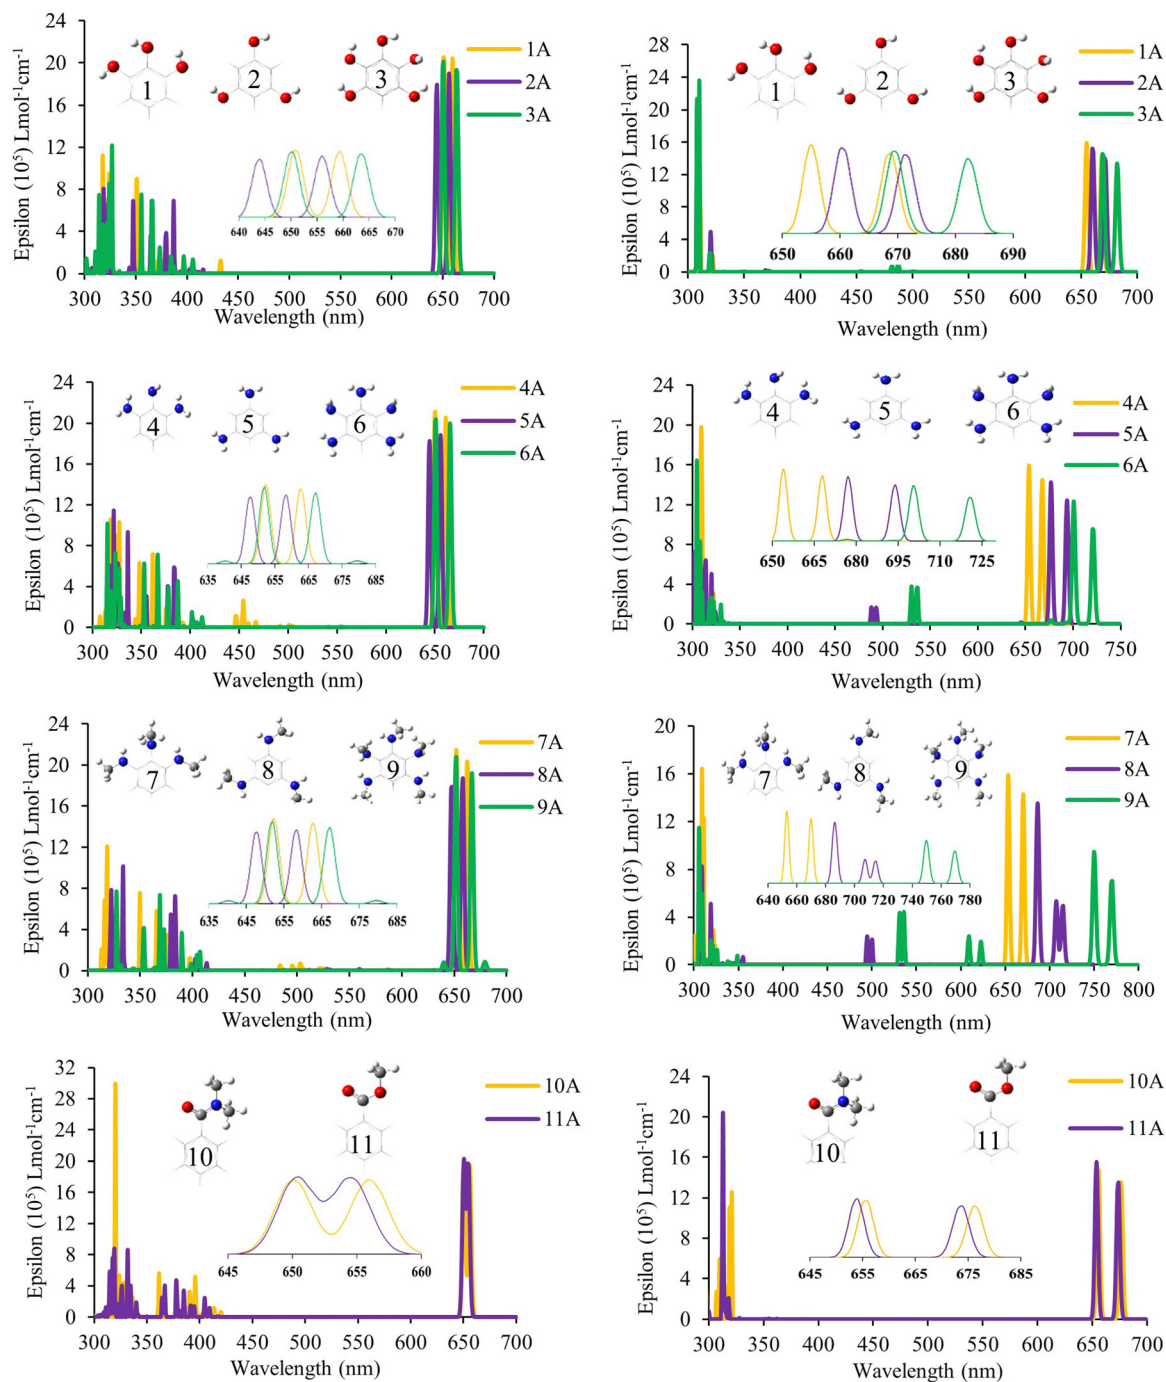 24
20
16
12
8
4
0
Epsilon (10⁵) Lmol⁻¹cm⁻¹
1
2
3
1A
2A
3A
640 645 650 655 660 665 670
300 350 400 450 500 550 600 650 700
Wavelength (nm)
28
24
20
16
12
8
4
0
Epsilon (10⁵) Lmol⁻¹cm⁻¹
1
2
3
1A
2A
3A
650 660 670 680 690
300 350 400 450 500 550 600 650 700
Wavelength (nm)
24
20
16
12
8
4
0
Epsilon (10⁵) Lmol⁻¹cm⁻¹
4
5
6
4A
5A
6A
635 645 655 665 675 685
300 350 400 450 500 550 600 650 700
Wavelength (nm)
24
20
16
12
8
4
0
Epsilon (10⁵) Lmol⁻¹cm⁻¹
4
5
6
4A
5A
6A
650 665 680 695 710 725
300 350 400 450 500 550 600 650 700 750
Wavelength (nm)
24
20
16
12
8
4
0
Epsilon (10⁵) Lmol⁻¹cm⁻¹
7
8
9
7A
8A
9A
635 645 655 665 675 685
300 350 400 450 500 550 600 650 700
Wavelength (nm)
20
16
12
8
4
0
Epsilon (10⁵) Lmol⁻¹cm⁻¹
7
8
9
7A
8A
9A
640 660 680 700 720 740 760 780
300 350 400 450 500 550 600 650 700 750 800
Wavelength (nm)
32
28
24
20
16
12
8
4
0
Epsilon (10⁵) Lmol⁻¹cm⁻¹
10
11
10A
11A
645 650 655 660
300 350 400 450 500 550 600 650 700
Wavelength (nm)
24
20
16
12
8
4
0
Epsilon (10⁵) Lmol⁻¹cm⁻¹
10
11
10A
11A
645 655 665 675 685
300 350 400 450 500 550 600 650 700
Wavelength (nm)